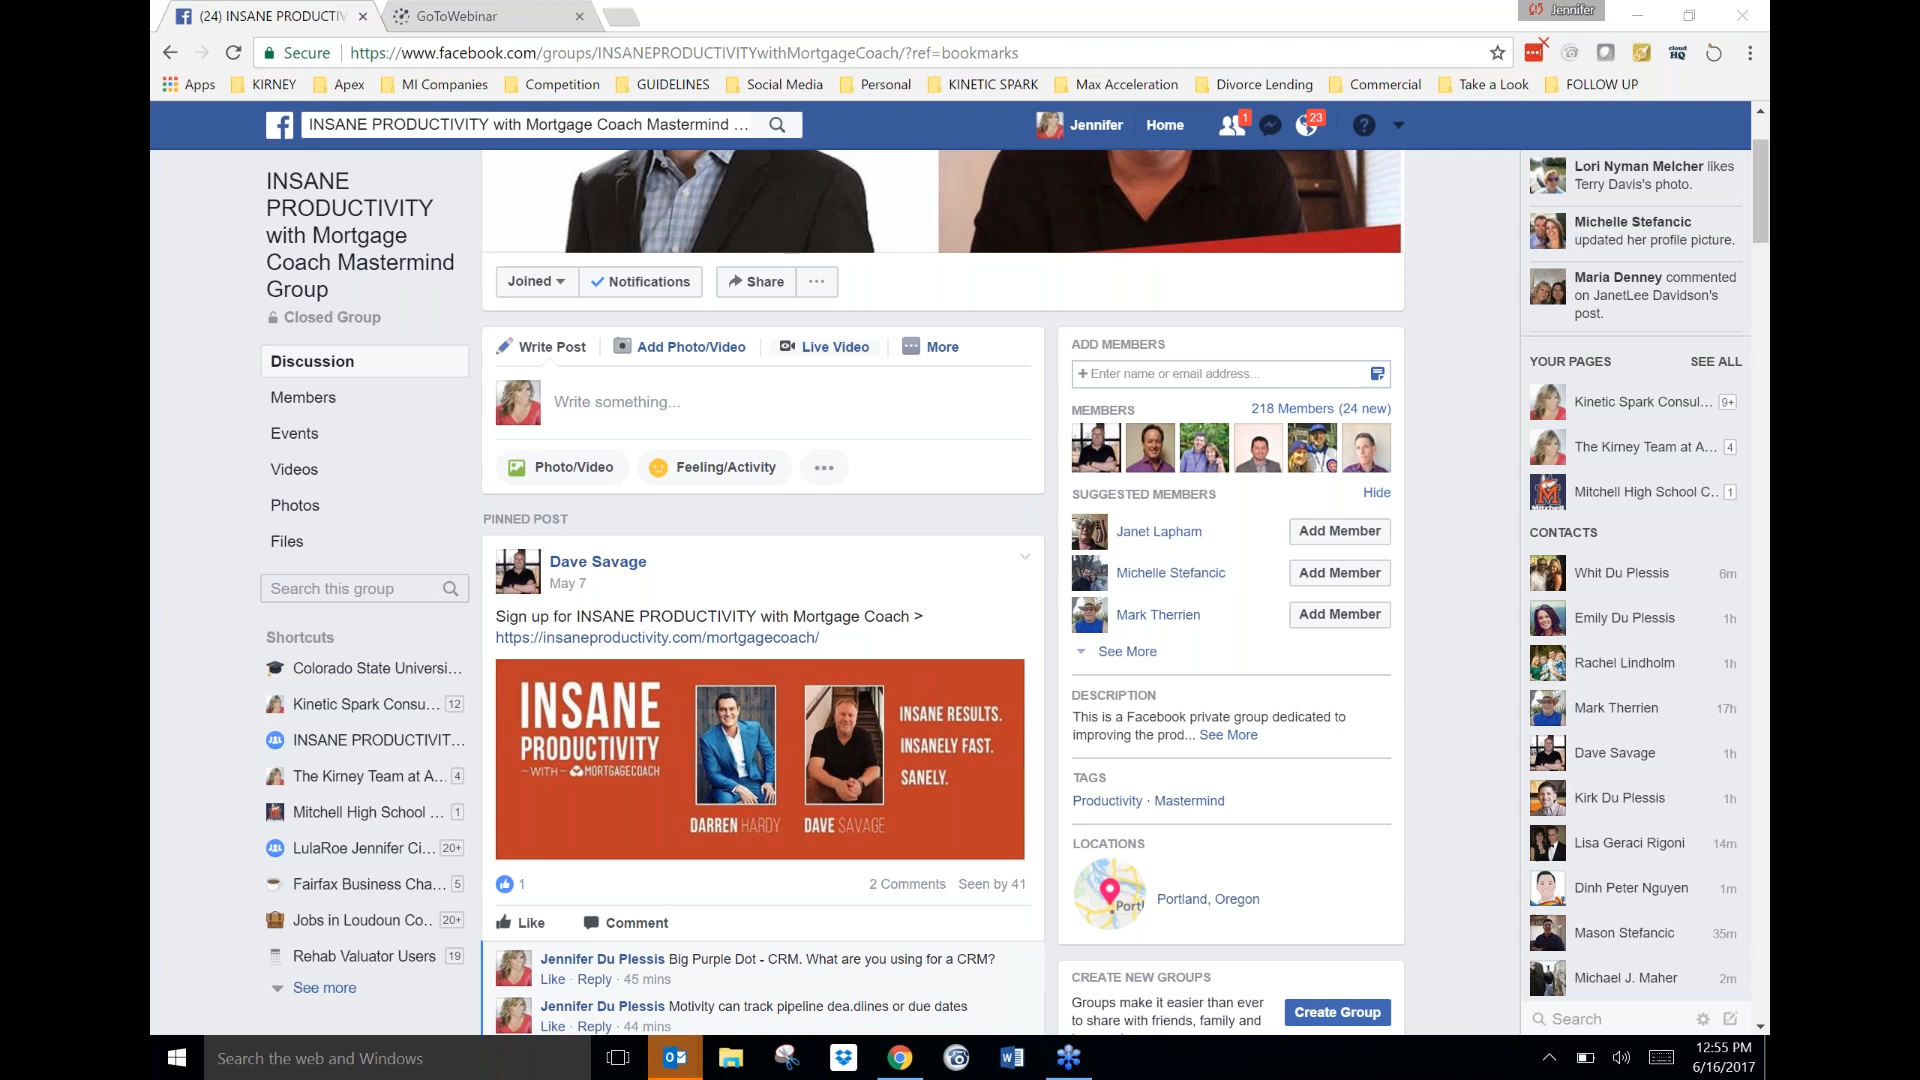 (24) INSANE PRODUCTIV
GoToWebinar
Jennifer
Secure
https://www.facebook.com/groups/INSANEPRODUCTIVITYwithMortgageCoach/?ref=bookmarks
cloud
HQ
Apps
KIRNEY
Apex
MI Companies
Competition
GUIDELINES
Social Media
Personal
KINETIC SPARK
Max Acceleration
Divorce Lending
Commercial
Take a Look
FOLLOW UP
INSANE PRODUCTIVITY with Mortgage Coach Mastermind ...
Jennifer
Home
1
23
INSANE
PRODUCTIVITY
with Mortgage
Coach Mastermind
Group
Closed Group
Discussion
Members
Events
Videos
Photos
Files
Search this group
Shortcuts
Colorado State Universi...
Kinetic Spark Consu... 12
INSANE PRODUCTIVIT...
The Kirney Team at A... 4
Mitchell High School ... 1
LulaRoe Jennifer Ci... 20+
Fairfax Business Cha... 5
Jobs in Loudoun Co.. 20+
Rehab Valuator Users 19
See more
Joined
Notifications
Share
Write Post
Add Photo/Video
Live Video
More
Write something...
Photo/Video
Feeling/Activity
PINNED POST
Dave Savage
May 7
Sign up for INSANE PRODUCTIVITY with Mortgage Coach >
https://insaneproductivity.com/mortgagecoach/
INSANE
PRODUCTIVITY
-WITH- MORTGAGECOACH
DARREN HARDY
DAVE SAVAGE
INSANE RESULTS.
INSANELY FAST.
SANELY.
1
2 Comments Seen by 41
Like
Comment
Jennifer Du Plessis Big Purple Dot - CRM. What are you using for a CRM?
Like · Reply · 45 mins
Jennifer Du Plessis Motivity can track pipeline dea.dlines or due dates
Like · Reply · 44 mins
ADD MEMBERS
+ Enter name or email address...
MEMBERS
218 Members (24 new)
SUGGESTED MEMBERS
Hide
Janet Lapham
Add Member
Michelle Stefancic
Add Member
Mark Therrien
Add Member
See More
DESCRIPTION
This is a Facebook private group dedicated to
improving the prod... See More
TAGS
Productivity · Mastermind
LOCATIONS
Portl
Portland, Oregon
CREATE NEW GROUPS
Groups make it easier than ever
to share with friends, family and
Create Group
Lori Nyman Melcher likes
Terry Davis's photo.
Michelle Stefancic
updated her profile picture.
Maria Denney commented
on JanetLee Davidson's
post.
YOUR PAGES
SEE ALL
Kinetic Spark Consul... 9+
The Kirney Team at A... 4
Mitchell High School C.. 1
CONTACTS
Whit Du Plessis 6m
Emily Du Plessis 1h
Rachel Lindholm 1h
Mark Therrien 17h
Dave Savage 1h
Kirk Du Plessis 1h
Lisa Geraci Rigoni 14m
Dinh Peter Nguyen 1m
Mason Stefancic 35m
Michael J. Maher 2m
Search
Search the web and Windows
12:55 PM
6/16/2017